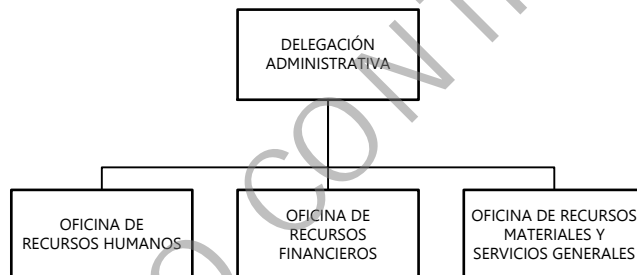 DELEGACIÓN
ADMINISTRATIVA
OFICINA DE
RECURSOS HUMANOS
OFICINA DE
RECURSOS
FINANCIEROS
OFICINA DE RECURSOS
MATERIALES Y
SERVICIOS GENERALES